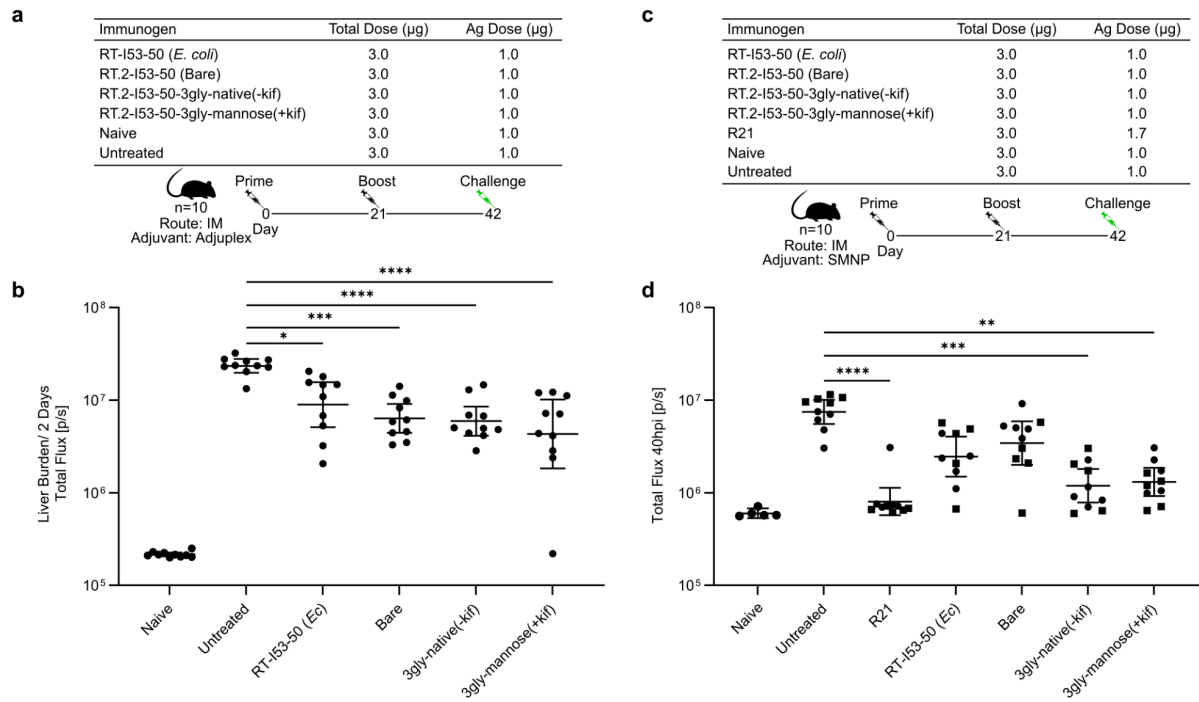 a
Immunogen Total Dose (µg) Ag Dose (µg)
RT-I53-50 (E. coli) 3.0 1.0
RT.2-I53-50 (Bare) 3.0 1.0
RT.2-I53-50-3gly-native(-kif) 3.0 1.0
RT.2-I53-50-3gly-mannose(+kif) 3.0 1.0
Naive 3.0 1.0
Untreated 3.0 1.0
Prime Boost Challenge
n=10
0 21 42
Route: IM
Day
Adjuvant: Adjuplex
c
Immunogen Total Dose (µg) Ag Dose (µg)
RT-I53-50 (E. coli) 3.0 1.0
RT.2-I53-50 (Bare) 3.0 1.0
RT.2-I53-50-3gly-native(-kif) 3.0 1.0
RT.2-I53-50-3gly-mannose(+kif) 3.0 1.0
R21 3.0 1.7
Naive 3.0 1.0
Untreated 3.0 1.0
Prime Boost Challenge
n=10
0 21 42
Route: IM
Day
Adjuvant: SMNP
b
****
****
***
*
10⁸
10⁷
10⁶
10⁵
Liver Burden/ 2 Days
Total Flux [p/s]
Naive
Untreated
RT-I53-50 (Ec)
Bare
3gly-native(-kif)
3gly-mannose(+kif)
d
**
***
****
10⁸
10⁷
10⁶
10⁵
Total Flux 40hpi [p/s]
Naive
Untreated
R21
RT-I53-50 (Ec)
Bare
3gly-native(-kif)
3gly-mannose(+kif)